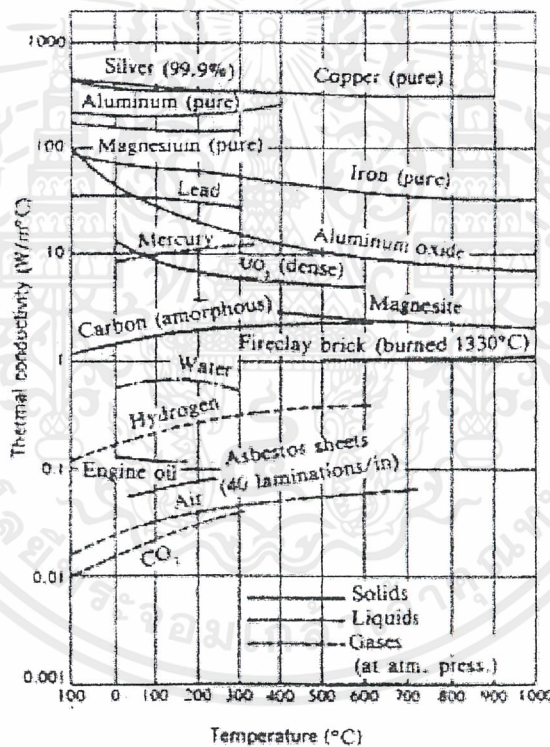 1000
Silver (99.9%)
Copper (pure)
Aluminum (pure)
100
Magnesium (pure)
Iron (pure)
Lead
Mercury
Aluminum oxide
10
UO₂ (dense)
Carbon (amorphous)
Magnesite
Fireclay brick (burned 1330°C)
1
Water
Hydrogen
Asbestos sheets
(40 laminations/in)
0.1
Engine oil
Air
CO₂
0.01
Solids
Liquids
Gases
(at atm. press.)
0.001
100 0 100 200 300 400 500 600 700 800 900 1000
Temperature (°C)
Thermal conductivity (W/m°C)